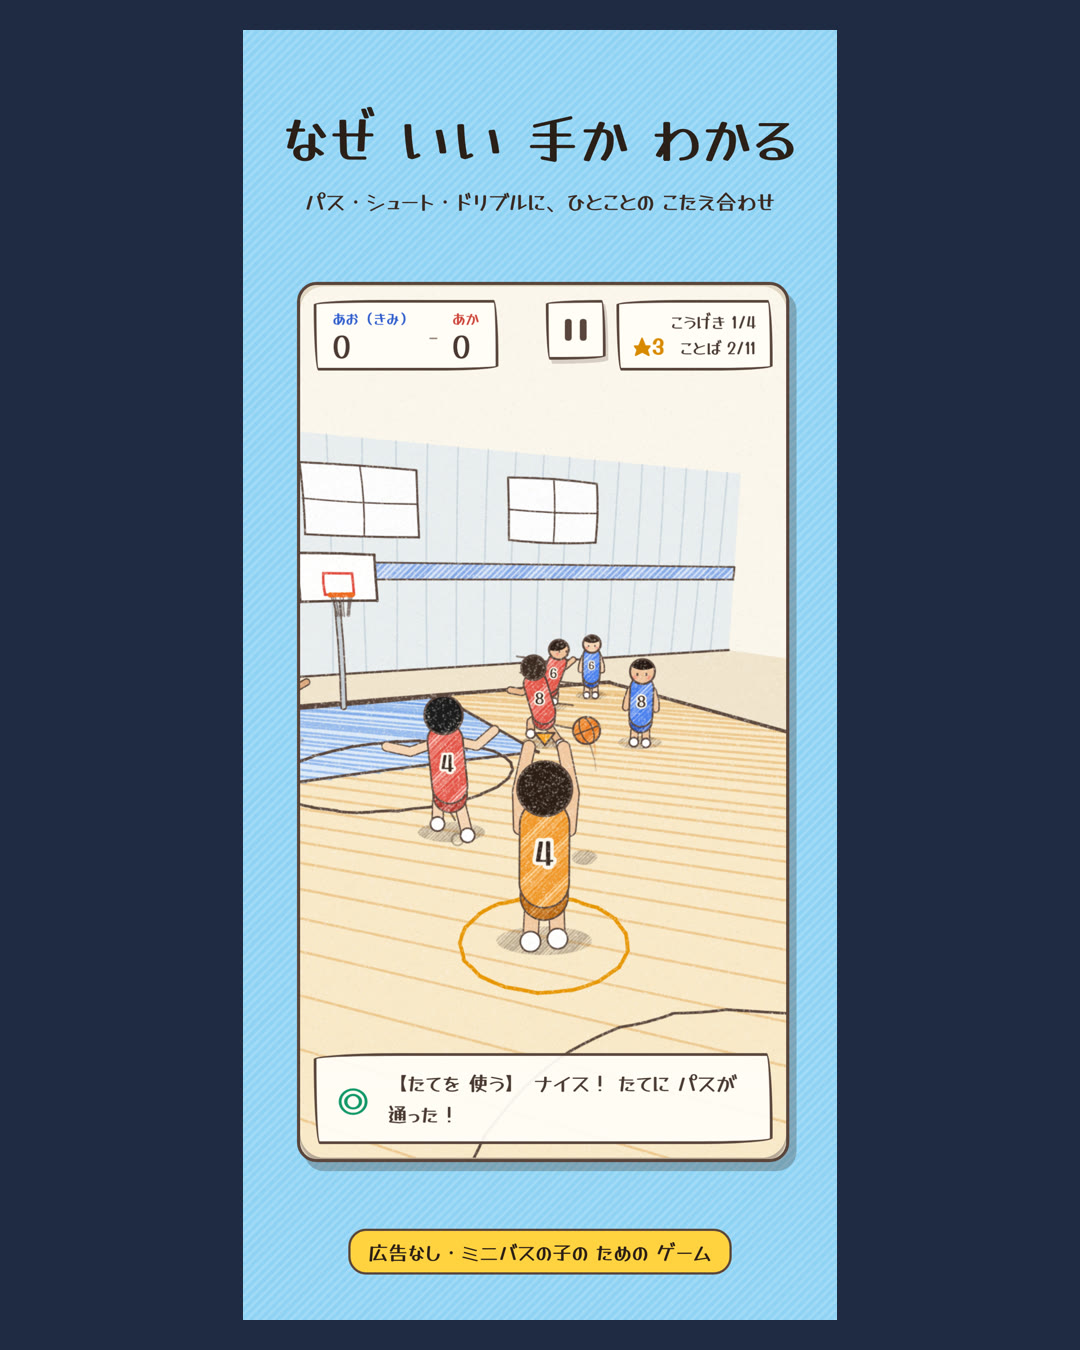 なぜ いい 手か わかる
パス・シュート・ドリブルに、ひとことの こたえ合わせ
あお（きみ） あか
0 - 0
こうげき 1/4
★3 ことば 2/11
6
6
8
8
4
4
【たてを 使う】 ナイス！ たてに パスが
通った！
広告なし・ミニバスの子の ための ゲーム